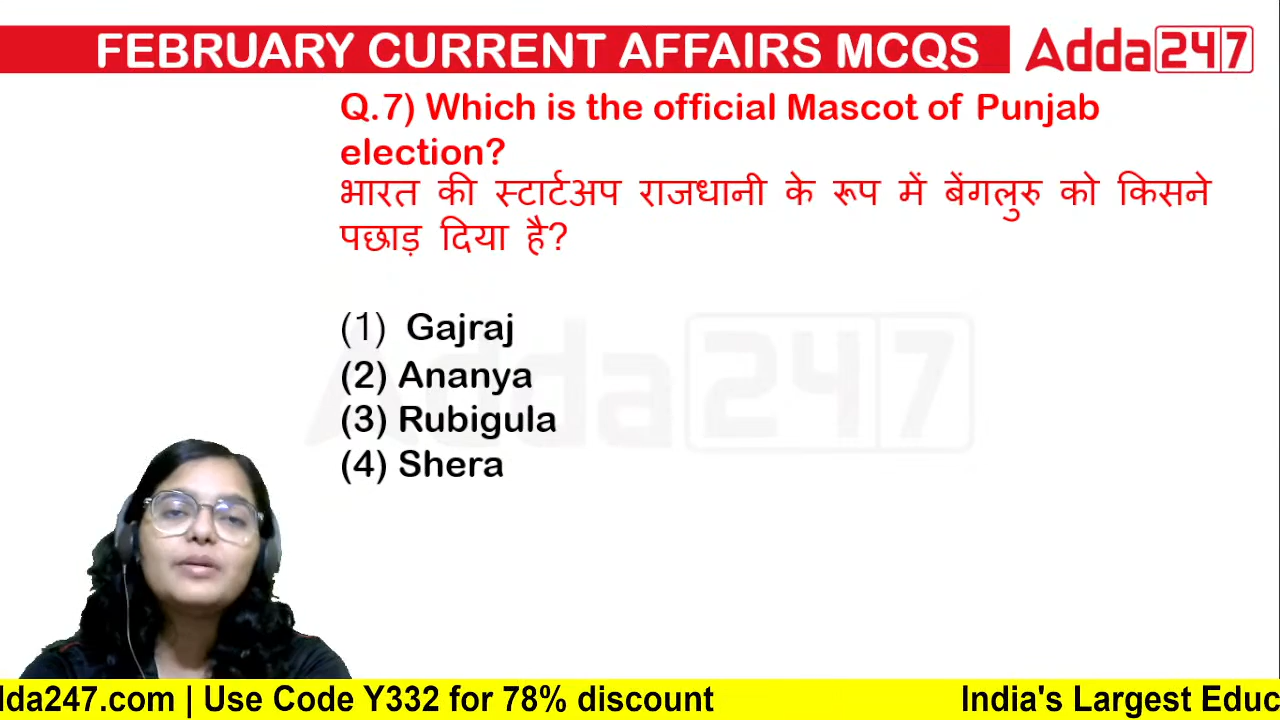 FEBRUARY CURRENT AFFAIRS MCQS
Adda247
Q.7) Which is the official Mascot of Punjab
election?
भारत की स्टार्टअप राजधानी के रूप में बेंगलुरु को किसने
पछाड़ दिया है?
(1) Gajraj
(2) Ananya
(3) Rubigula
(4) Shera
Adda247
dda247.com | Use Code Y332 for 78% discount
India's Largest Educ